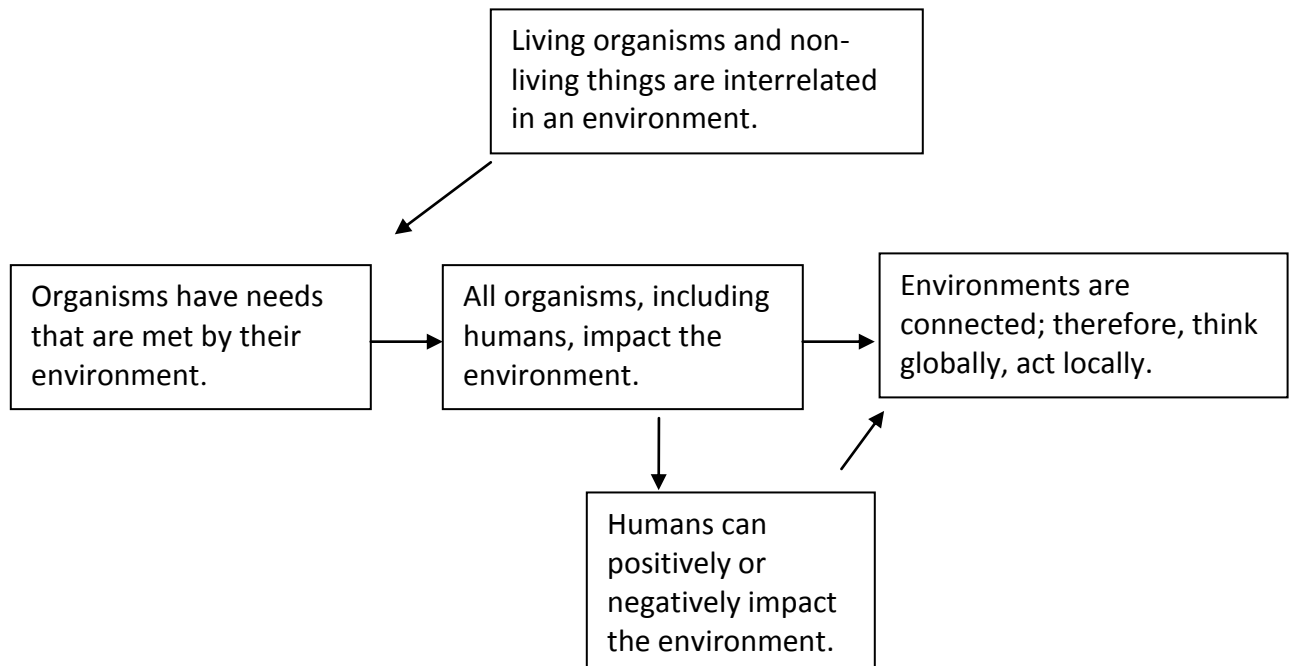 Living organisms and non-
living things are interrelated
in an environment.
Organisms have needs
that are met by their
environment.
All organisms, including
humans, impact the
environment.
Environments are
connected; therefore, think
globally, act locally.
Humans can
positively or
negatively impact
the environment.